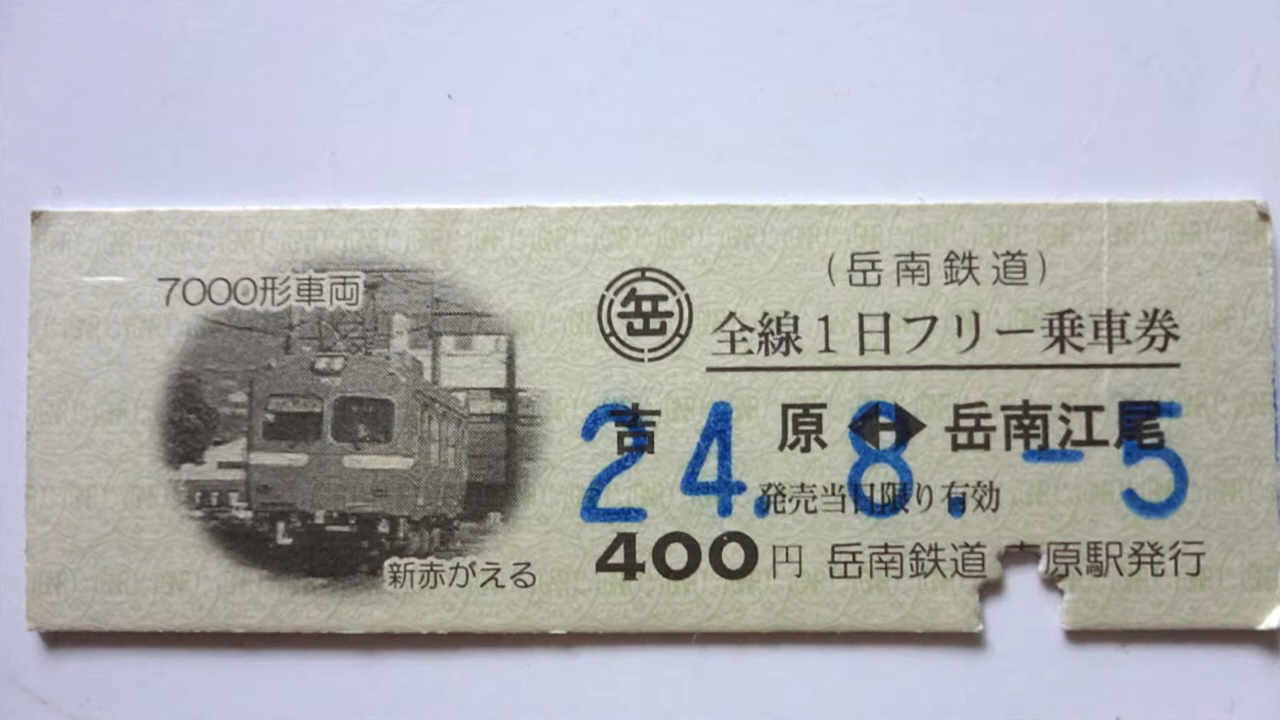 7000形車両
新赤がえる
(岳南鉄道)
岳 全線1日フリー乗車券
吉原↔岳南江尾
24.8.-5
発売当日限り有効
400円 岳南鉄道 原駅発行